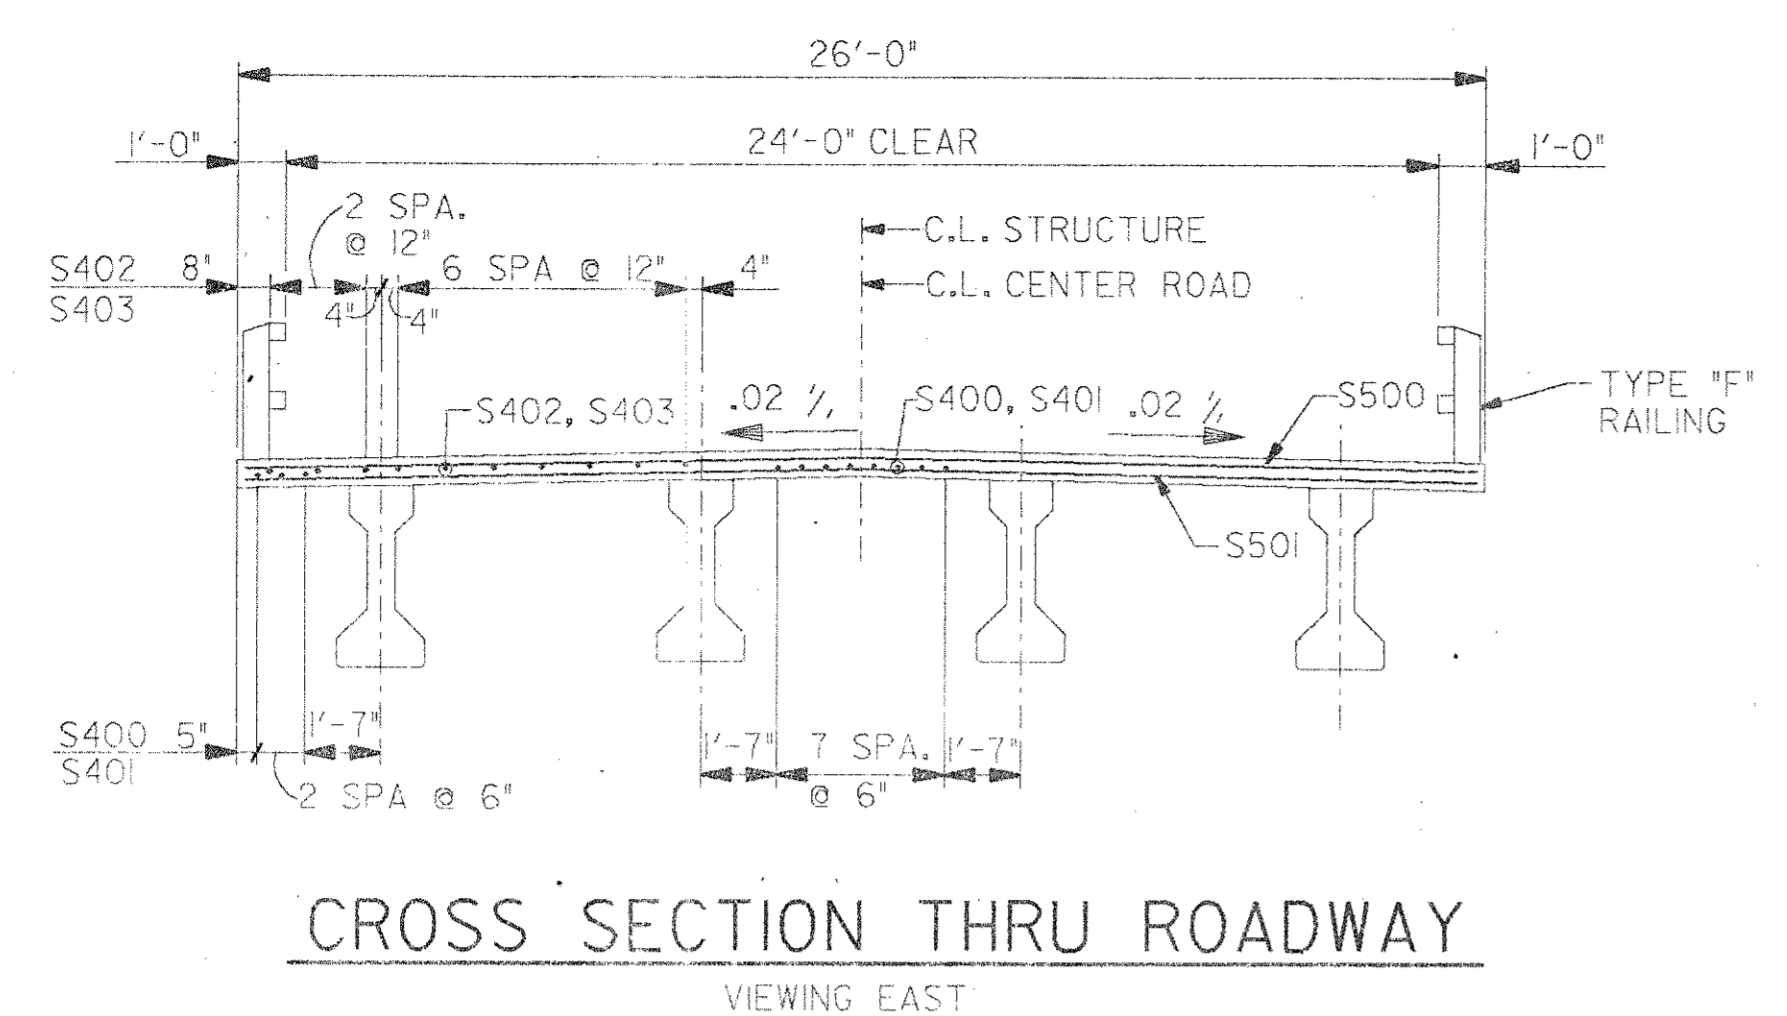 26'-0"
1'-0"
24'-0" CLEAR
1'-0"
2 SPA.
@ 12"
C.L. STRUCTURE
S402 8"
S403
6 SPA @ 12"
4"
C.L. CENTER ROAD
4"
4"
S402, S403
.02 '/,
S400, S401
.02 '/,
S500
TYPE "F"
RAILING
S501
S400 5"
S401
1'-7"
2 SPA @ 6"
1'-7"
7 SPA.
@ 6"
1'-7"
CROSS SECTION THRU ROADWAY
VIEWING EAST